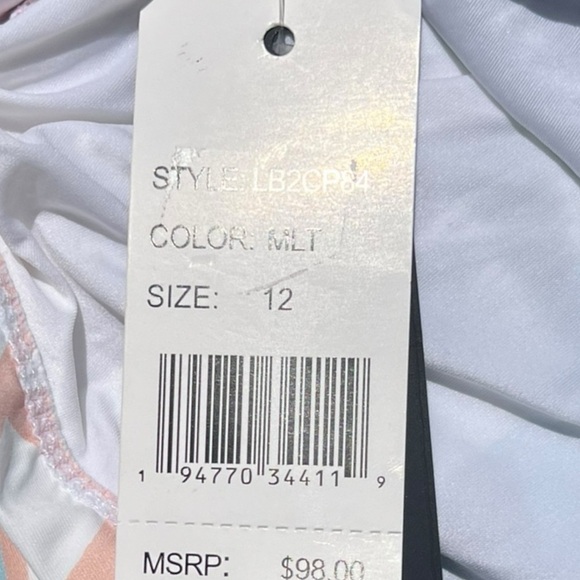 STYLE: LB2CP84
COLOR: MLT
SIZE: 12
1 94770 34411 9
MSRP: $98.00